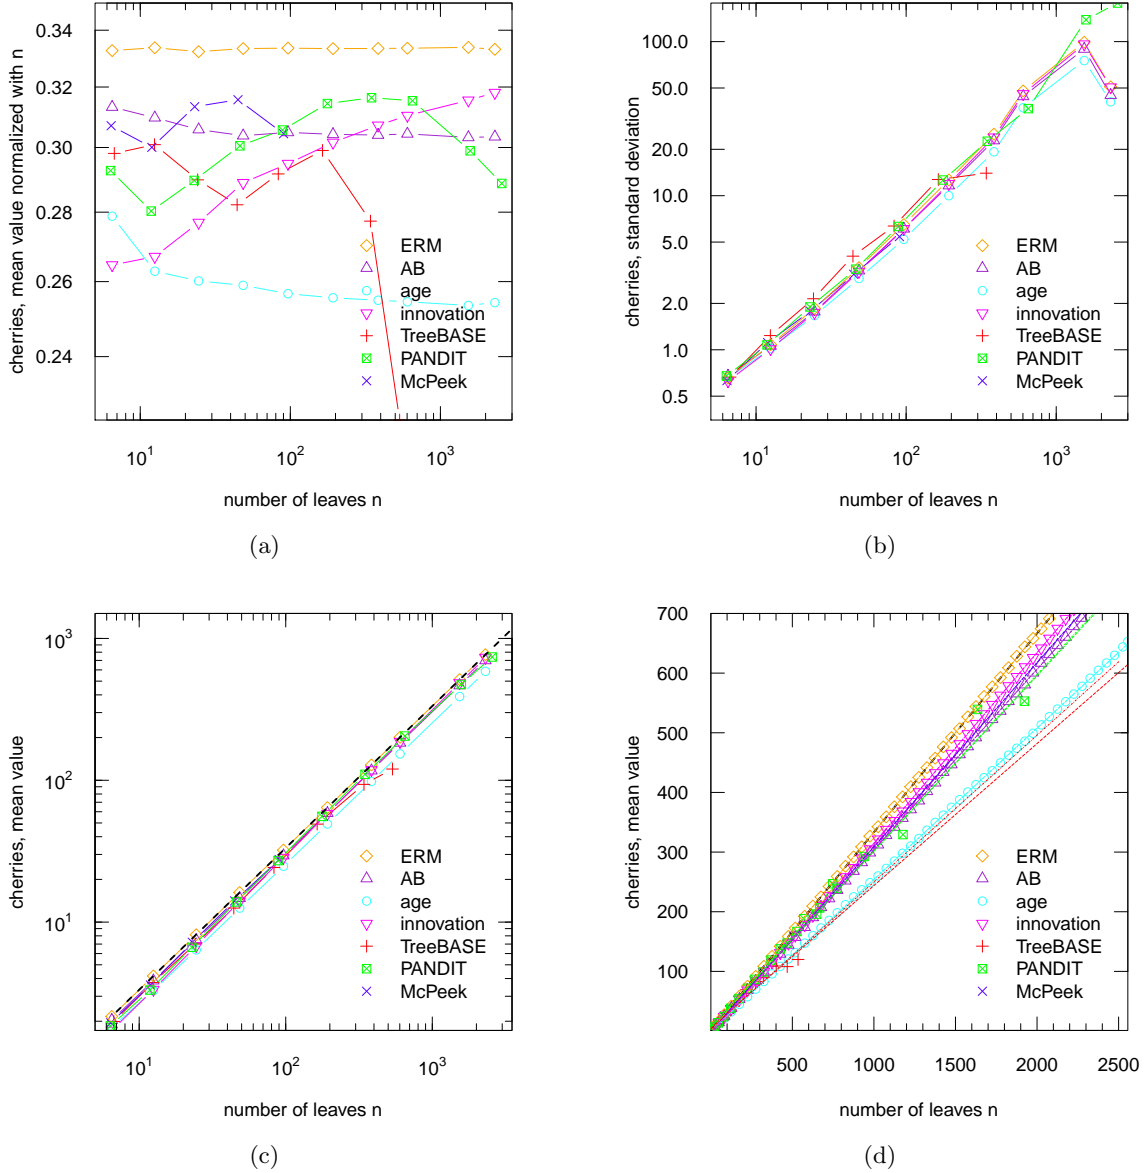 cherries, mean value normalized with n
0.34
0.32
0.30
0.28
0.26
0.24
ERM
AB
age
innovation
TreeBASE
PANDIT
McPeek
10^1
10^2
10^3
number of leaves n
(a)
cherries, standard deviation
100.0
50.0
20.0
10.0
5.0
2.0
1.0
0.5
ERM
AB
age
innovation
TreeBASE
PANDIT
McPeek
10^1
10^2
10^3
number of leaves n
(b)
cherries, mean value
10^3
10^2
10^1
ERM
AB
age
innovation
TreeBASE
PANDIT
McPeek
10^1
10^2
10^3
number of leaves n
(c)
cherries, mean value
700
600
500
400
300
200
100
ERM
AB
age
innovation
TreeBASE
PANDIT
McPeek
500
1000
1500
2000
2500
number of leaves n
(d)